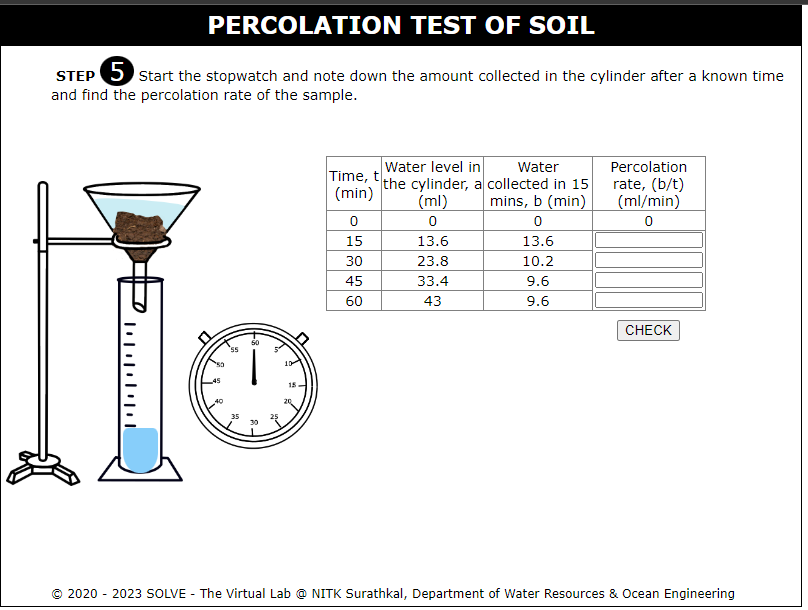 PERCOLATION TEST OF SOIL
STEP 5 Start the stopwatch and note down the amount collected in the cylinder after a known time
and find the percolation rate of the sample.
Time, t (min) Water level in the cylinder, a (ml) Water collected in 15 mins, b (min) Percolation rate, (b/t) (ml/min)
0 0 0 0
15 13.6 13.6
30 23.8 10.2
45 33.4 9.6
60 43 9.6
CHECK
60
5
10
15
20
25
30
35
40
45
50
55
© 2020 - 2023 SOLVE - The Virtual Lab @ NITK Surathkal, Department of Water Resources & Ocean Engineering